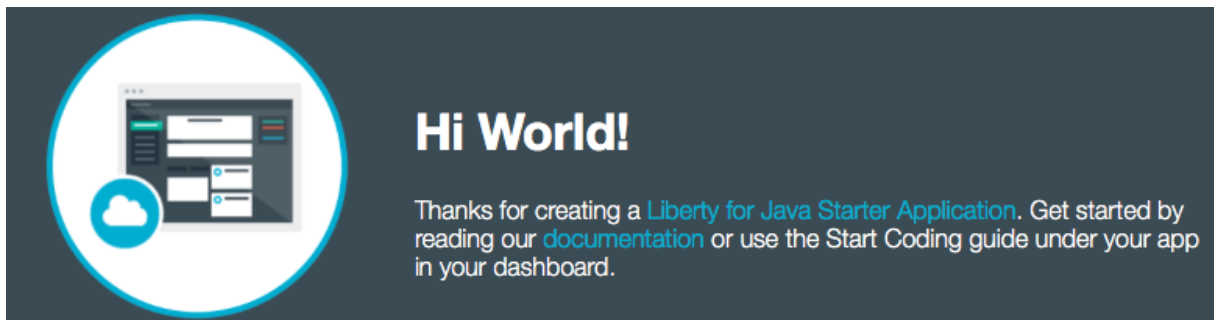 Hi World!
Thanks for creating a Liberty for Java Starter Application. Get started by
reading our documentation or use the Start Coding guide under your app
in your dashboard.